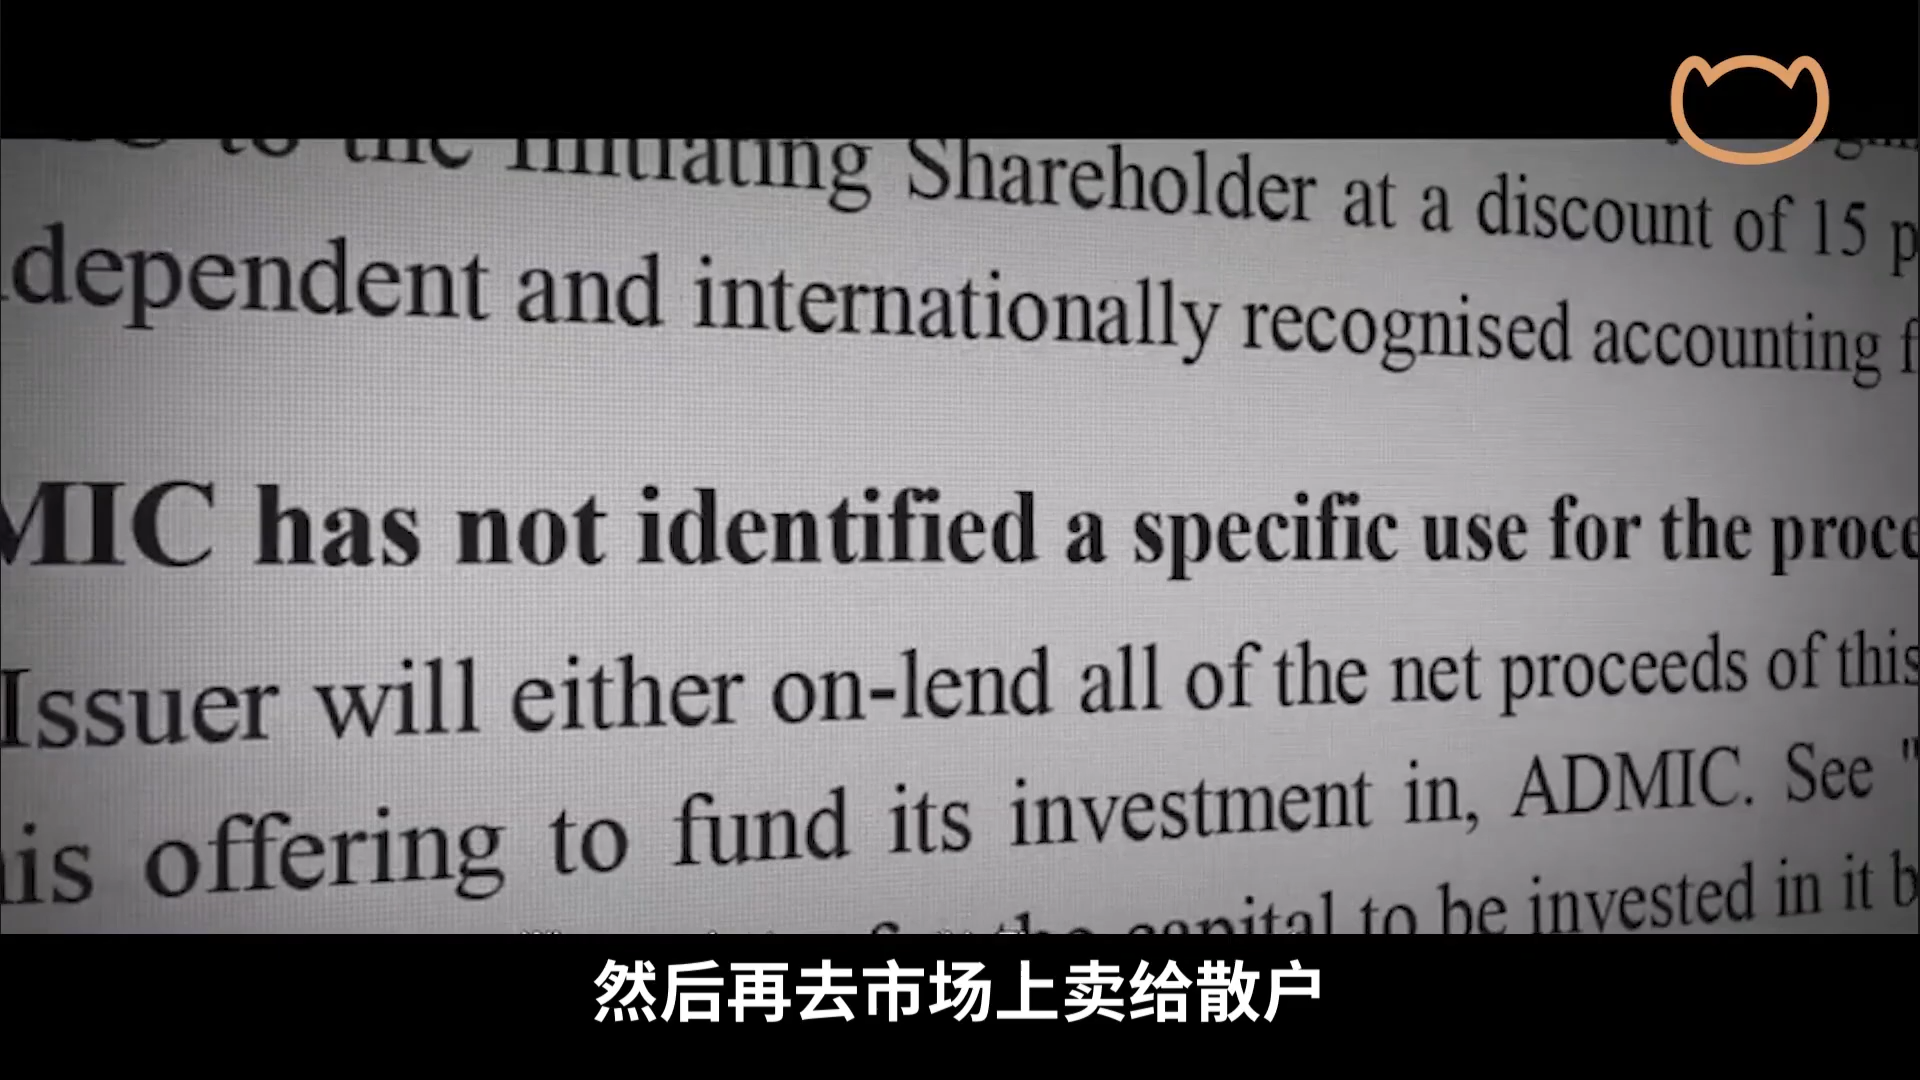 to the Initiating Shareholder at a discount of 15 p
dependent and internationally recognised accounting f
MIC has not identified a specific use for the proce
Issuer will either on-lend all of the net proceeds of this
is offering to fund its investment in, ADMIC. See "
capital to be invested in it b
然后再去市场上卖给散户